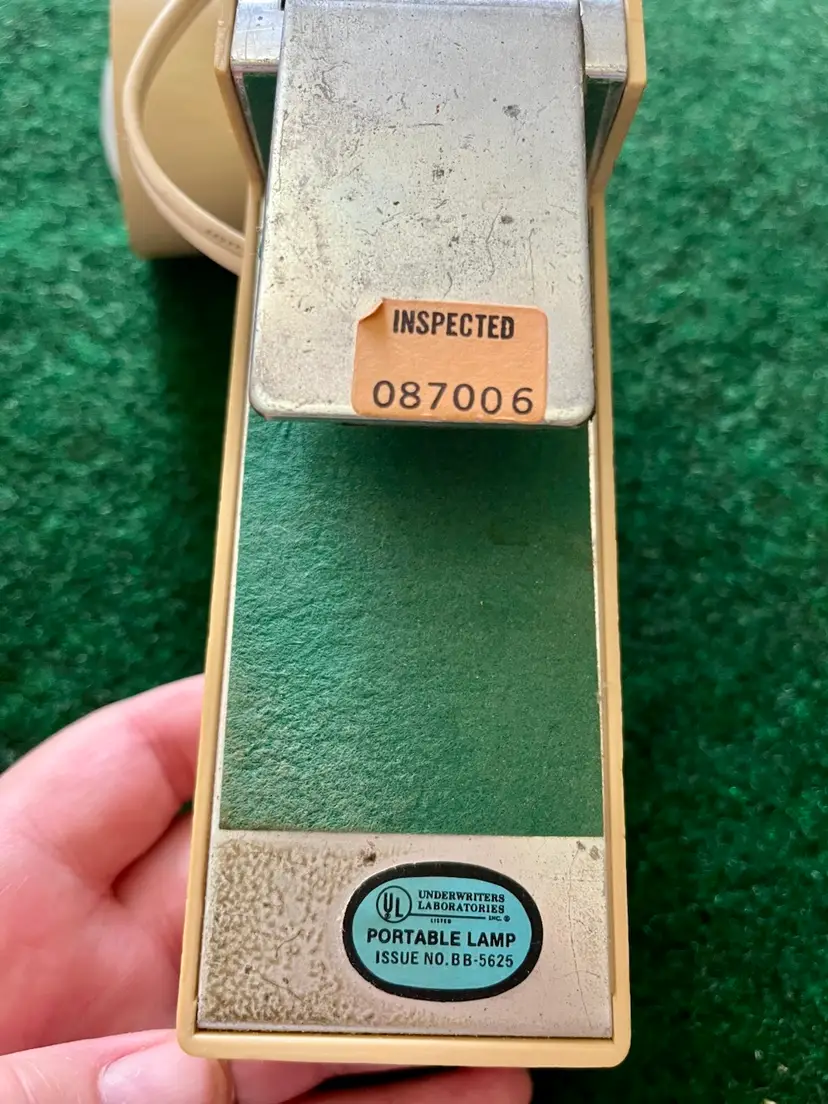 INSPECTED
087006
UL
UNDERWRITERS
LABORATORIES
LISTED INC. ®
PORTABLE LAMP
ISSUE NO. BB-5625